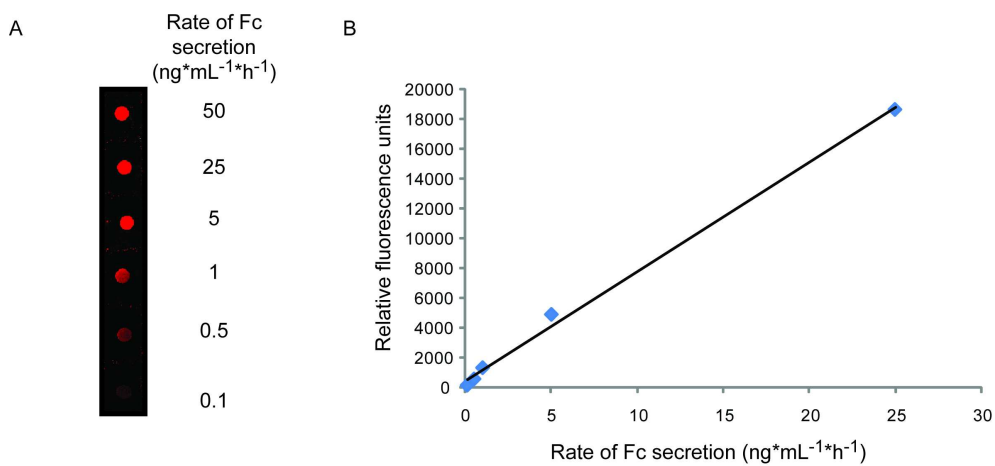 A
Rate of Fc
secretion
(ng*mL-1*h-1)
50
25
5
1
0.5
0.1
B
Relative fluorescence units
20000
18000
16000
14000
12000
10000
8000
6000
4000
2000
0
0 5 10 15 20 25 30
Rate of Fc secretion (ng*mL-1*h-1)